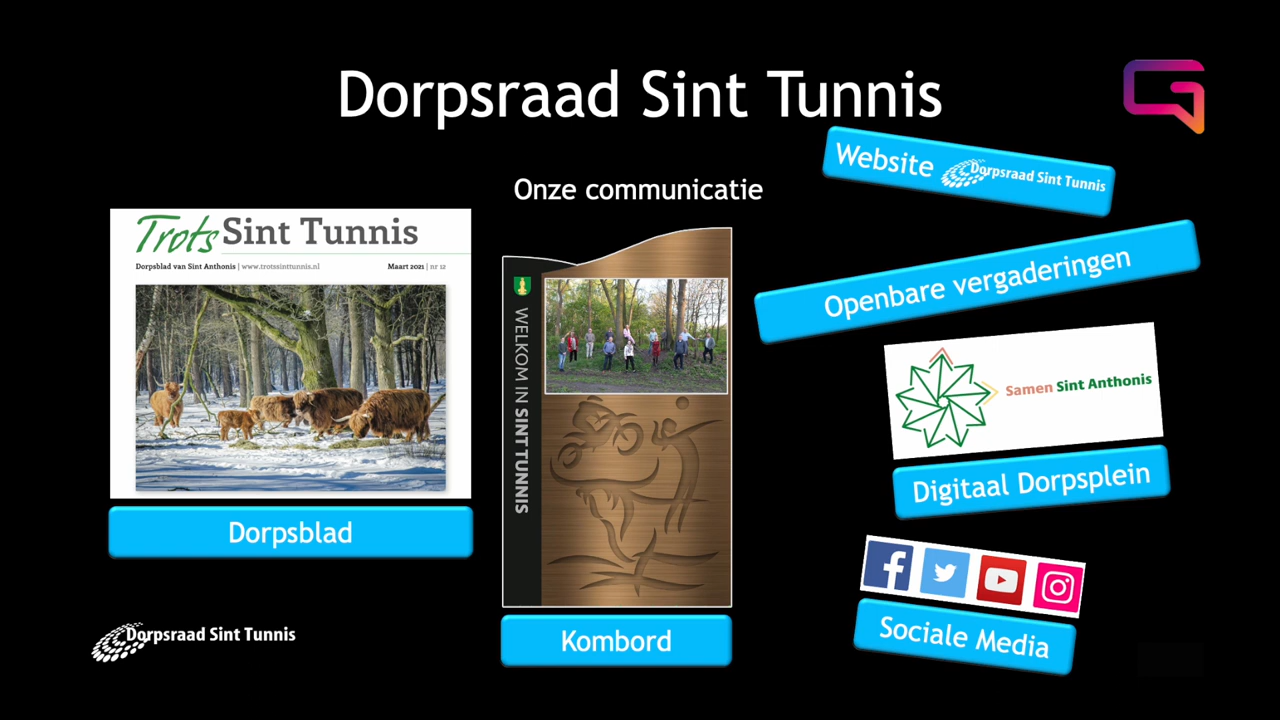 Dorpsraad Sint Tunnis
Onze communicatie
Website Dorpsraad Sint Tunnis
Trots Sint Tunnis
Dorpsblad van Sint Anthonis | www.trotssinttunnis.nl Maart 2021 | nr 12
WELKOM IN SINT TUNNIS
Openbare vergaderingen
Samen Sint Anthonis
Digitaal Dorpsplein
Dorpsblad
Sociale Media
Kombord
Dorpsraad Sint Tunnis